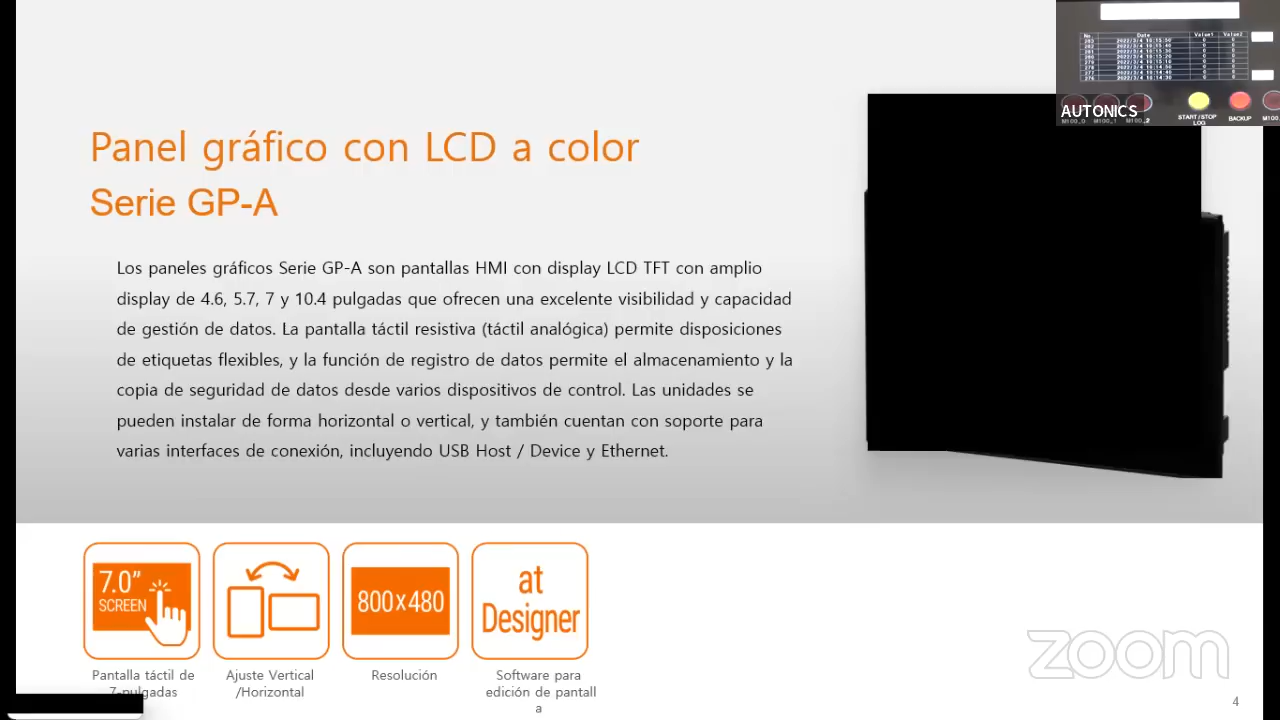 Panel gráfico con LCD a color
Serie GP-A
Los paneles gráficos Serie GP-A son pantallas HMI con display LCD TFT con amplio
display de 4.6, 5.7, 7 y 10.4 pulgadas que ofrecen una excelente visibilidad y capacidad
de gestión de datos. La pantalla táctil resistiva (táctil analógica) permite disposiciones
de etiquetas flexibles, y la función de registro de datos permite el almacenamiento y la
copia de seguridad de datos desde varios dispositivos de control. Las unidades se
pueden instalar de forma horizontal o vertical, y también cuentan con soporte para
varias interfaces de conexión, incluyendo USB Host / Device y Ethernet.
7.0”
SCREEN
800x480
at
Designer
Pantalla táctil de
7-pulgadas
Ajuste Vertical
/Horizontal
Resolución
Software para
edición de pantall
a
No. Date Value1 Value2
AUTONICS
START/STOP
LOG
BACKUP
zoom
4